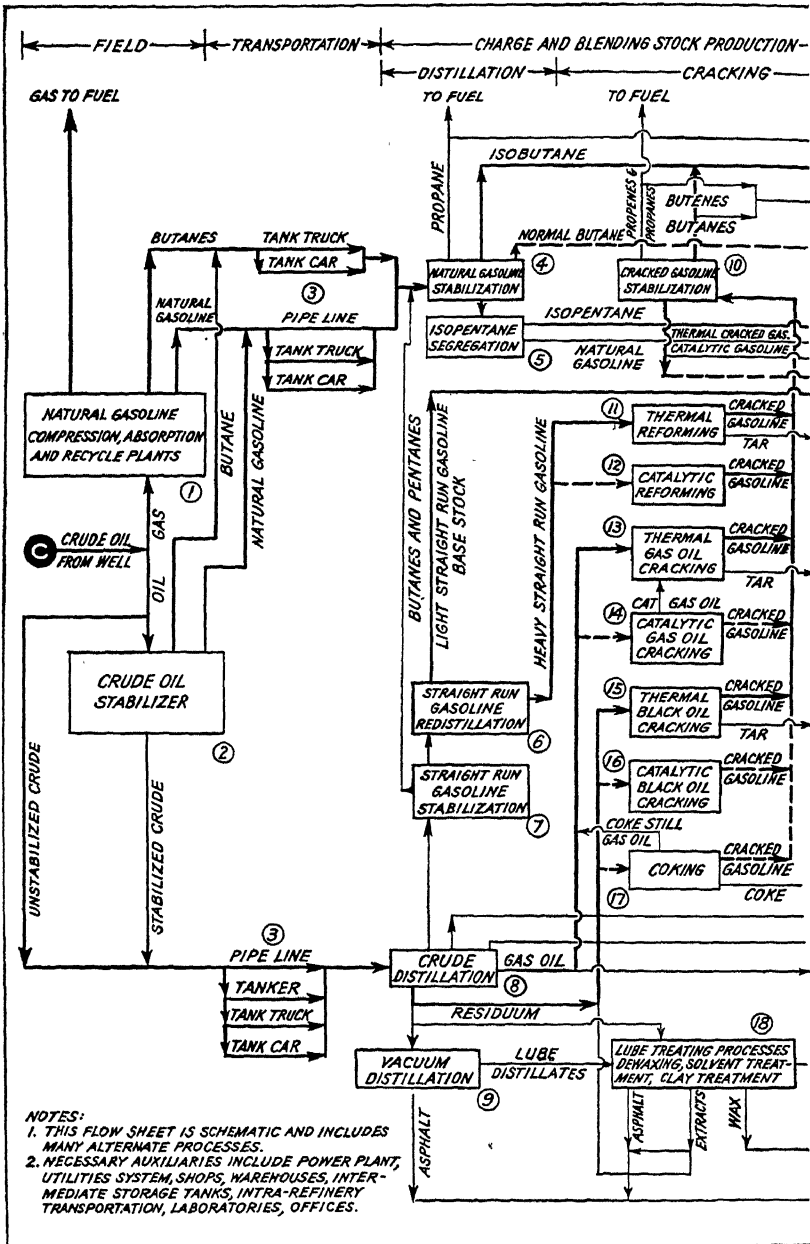 FIELD
TRANSPORTATION
CHARGE AND BLENDING STOCK PRODUCTION
DISTILLATION
CRACKING
GAS TO FUEL
TO FUEL
TO FUEL
ISOBUTANE
PROPANE
PROPENES &
PROPANES
BUTENES
BUTANES
NORMAL BUTANE
BUTANES
TANK TRUCK
TANK CAR
3
NATURAL GASOLINE
STABILIZATION
4
CRACKED GASOLINE
STABILIZATION
10
NATURAL
GASOLINE
PIPE LINE
TANK TRUCK
TANK CAR
ISOPENTANE
SEGREGATION
5
ISOPENTANE
NATURAL
GASOLINE
THERMAL CRACKED GAS.
CATALYTIC GASOLINE
NATURAL GASOLINE
COMPRESSION, ABSORPTION
AND RECYCLE PLANTS
1
BUTANE
NATURAL GASOLINE
BUTANES AND PENTANES
LIGHT STRAIGHT RUN GASOLINE
BASE STOCK
HEAVY STRAIGHT RUN GASOLINE
11
THERMAL
REFORMING
CRACKED
GASOLINE
TAR
12
CATALYTIC
REFORMING
CRACKED
GASOLINE
C
CRUDE OIL
FROM WELL
GAS
OIL
13
THERMAL
GAS OIL
CRACKING
CRACKED
GASOLINE
TAR
CAT GAS OIL
14
CATALYTIC
GAS OIL
CRACKING
CRACKED
GASOLINE
CRUDE OIL
STABILIZER
2
STRAIGHT RUN
GASOLINE
REDISTILLATION
6
15
THERMAL
BLACK OIL
CRACKING
CRACKED
GASOLINE
TAR
STRAIGHT RUN
GASOLINE
STABILIZATION
7
16
CATALYTIC
BLACK OIL
CRACKING
CRACKED
GASOLINE
COKE STILL
GAS OIL
17
COKING
CRACKED
GASOLINE
COKE
UNSTABILIZED CRUDE
STABILIZED CRUDE
3
PIPE LINE
TANKER
TANK TRUCK
TANK CAR
CRUDE
DISTILLATION
8
GAS OIL
RESIDUUM
VACUUM
DISTILLATION
9
LUBE
DISTILLATES
18
LUBE TREATING PROCESSES
DEWAXING, SOLVENT TREAT-
MENT, CLAY TREATMENT
ASPHALT
ASPHALT
EXTRACTS
WAX
NOTES:
1. THIS FLOW SHEET IS SCHEMATIC AND INCLUDES
MANY ALTERNATE PROCESSES.
2. NECESSARY AUXILIARIES INCLUDE POWER PLANT,
UTILITIES SYSTEM, SHOPS, WAREHOUSES, INTER-
MEDIATE STORAGE TANKS, INTRA-REFINERY
TRANSPORTATION, LABORATORIES, OFFICES.